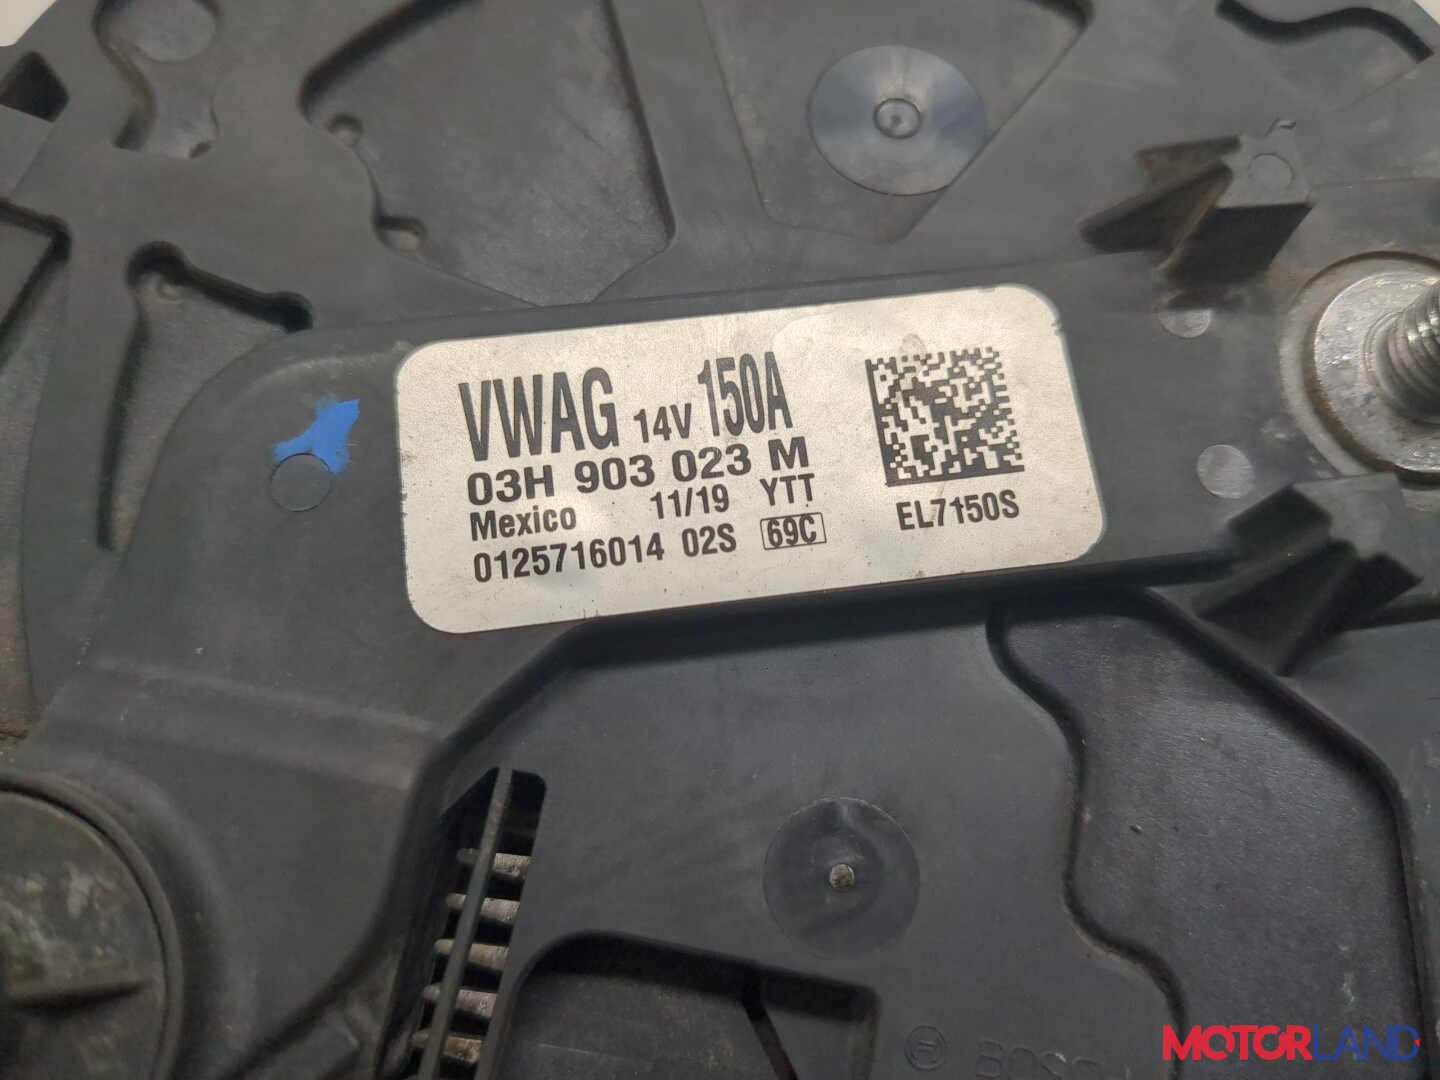 VWAG 14V 150A
03H 903 023 M
Mexico 11/19 YTT
0125716014 02S 69C
EL7150S
MOTORLAND